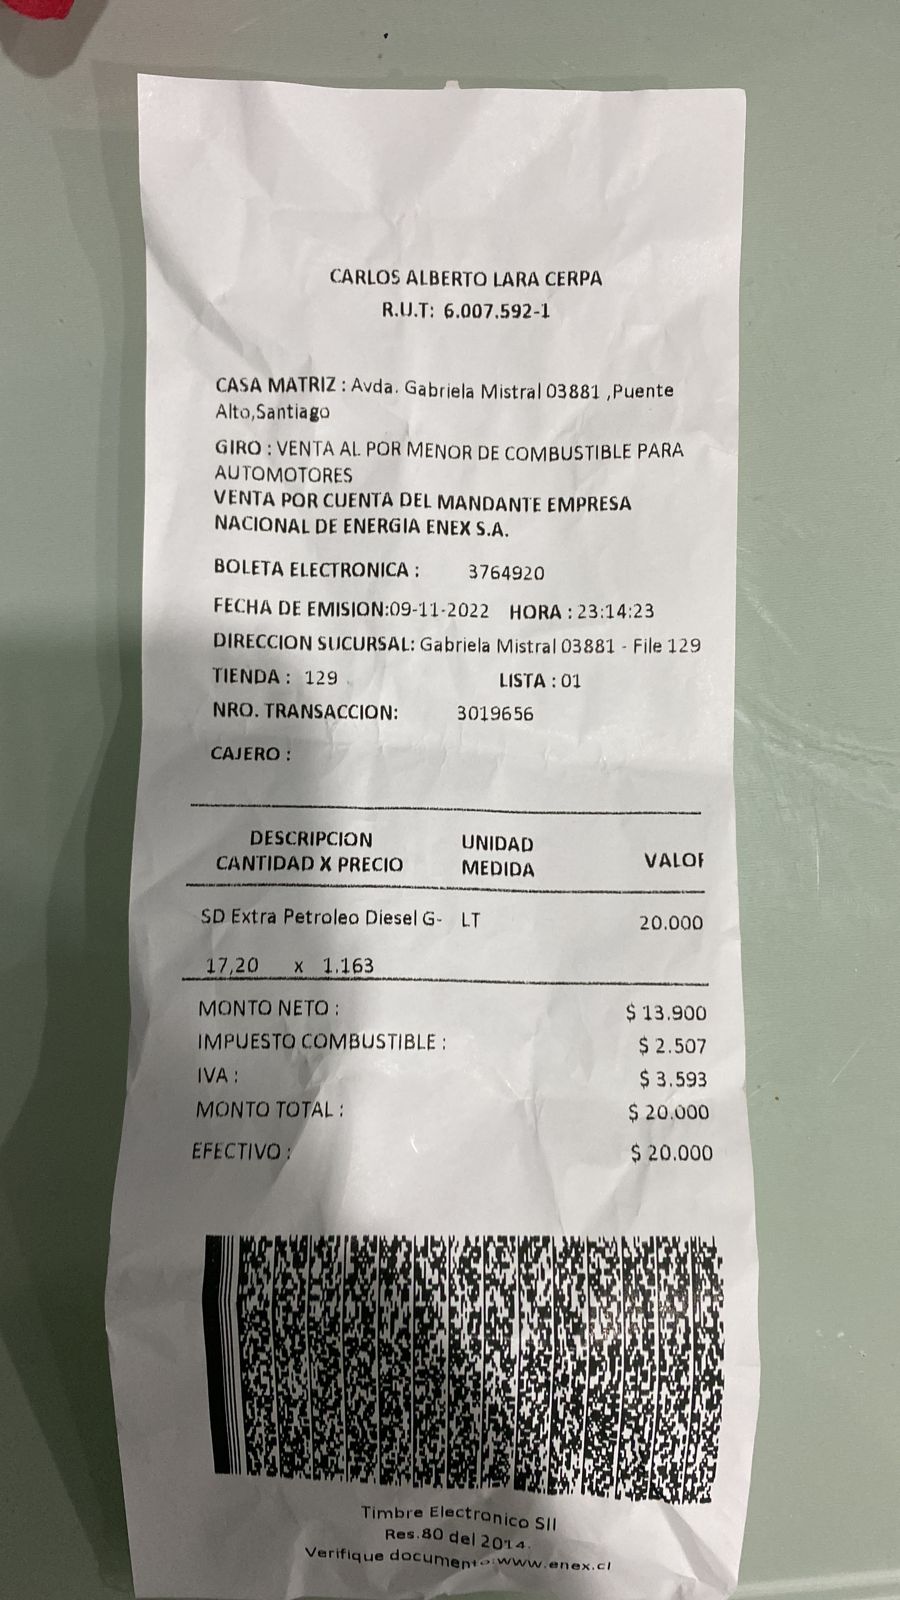 CARLOS ALBERTO LARA CERPA
R.U.T: 6.007.592-1
CASA MATRIZ : Avda. Gabriela Mistral 03881 ,Puente
Alto,Santiago
GIRO : VENTA AL POR MENOR DE COMBUSTIBLE PARA
AUTOMOTORES
VENTA POR CUENTA DEL MANDANTE EMPRESA
NACIONAL DE ENERGIA ENEX S.A.
BOLETA ELECTRONICA : 3764920
FECHA DE EMISION:09-11-2022 HORA : 23:14:23
DIRECCION SUCURSAL: Gabriela Mistral 03881 - File 129
TIENDA : 129 LISTA : 01
NRO. TRANSACCION: 3019656
CAJERO :
DESCRIPCION UNIDAD
CANTIDAD X PRECIO MEDIDA VALOR
SD Extra Petroleo Diesel G- LT 20.000
17,20 x 1.163
MONTO NETO : $ 13.900
IMPUESTO COMBUSTIBLE : $ 2.507
IVA : $ 3.593
MONTO TOTAL : $ 20.000
EFECTIVO : $ 20.000
Timbre Electronico SII
Res.80 del 2014.
Verifique documento:www.enex.cl